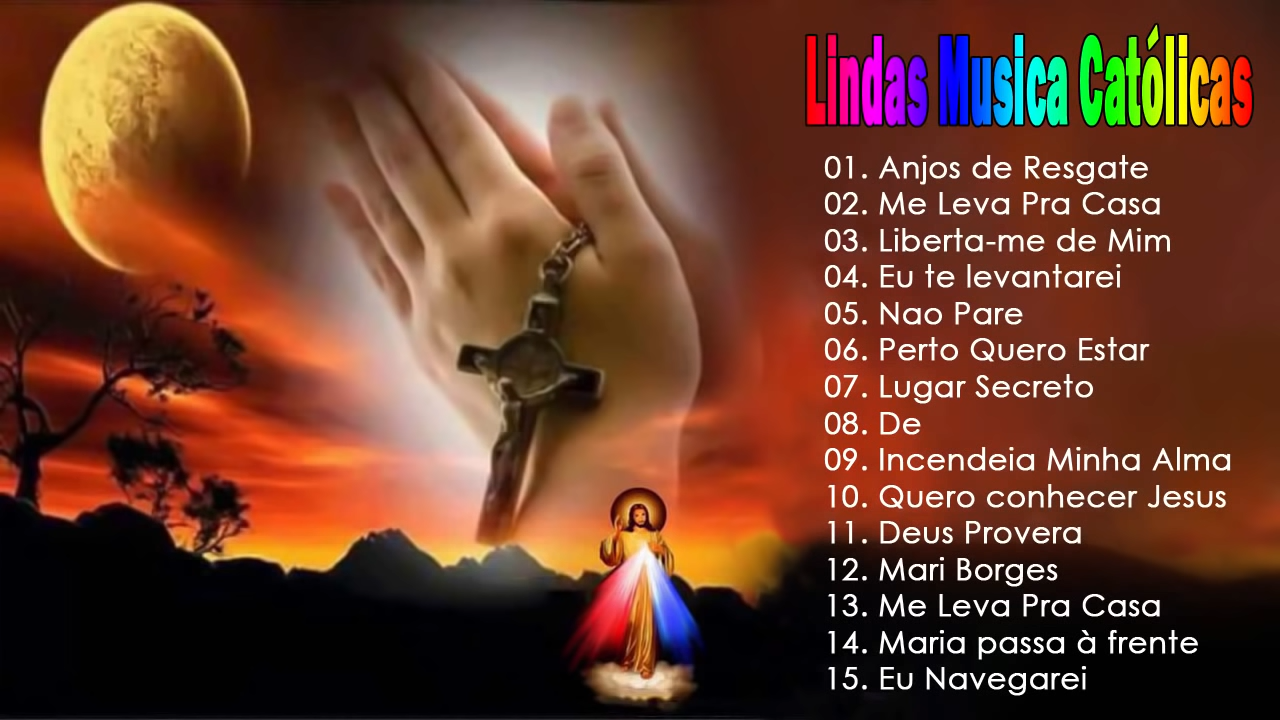 Lindas Musica Católicas
01. Anjos de Resgate
02. Me Leva Pra Casa
03. Liberta-me de Mim
04. Eu te levantarei
05. Nao Pare
06. Perto Quero Estar
07. Lugar Secreto
08. De
09. Incendeia Minha Alma
10. Quero conhecer Jesus
11. Deus Provera
12. Mari Borges
13. Me Leva Pra Casa
14. Maria passa à frente
15. Eu Navegarei